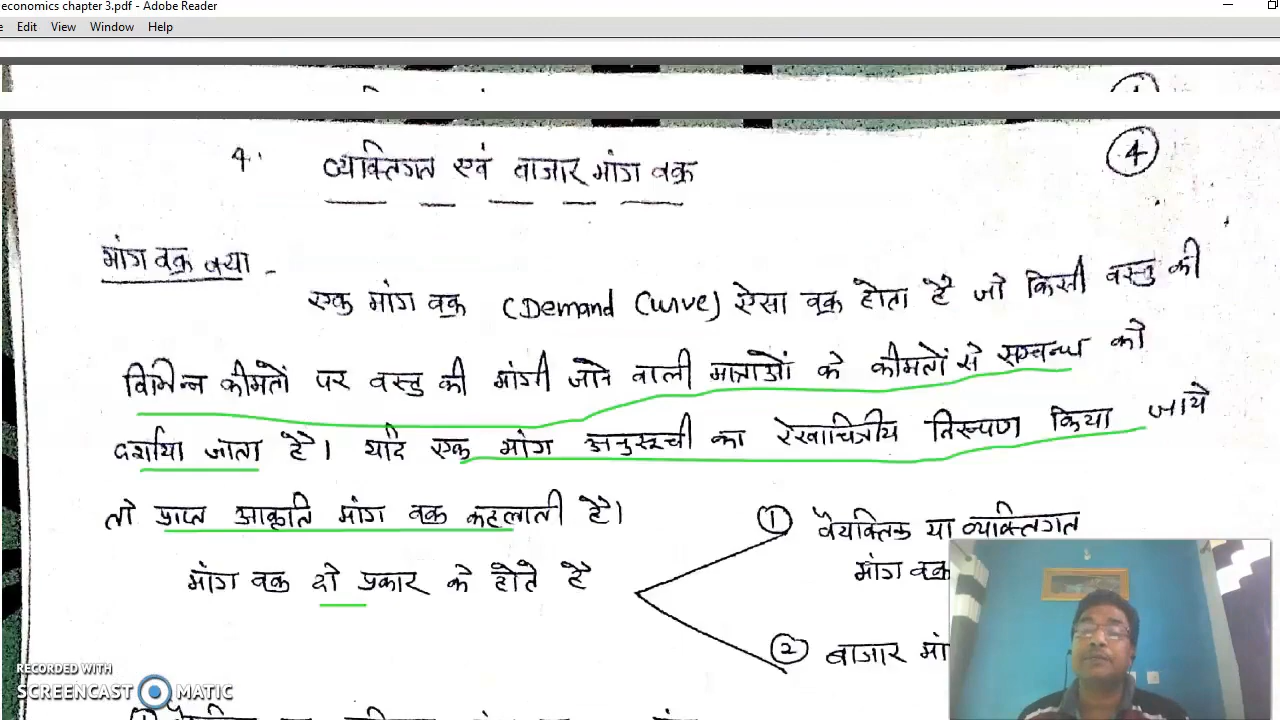 economics chapter 3.pdf - Adobe Reader
Edit View Window Help
4. व्यक्तिगत एवं बाजार मांग वक्र
4
मांग वक्र क्या -
एक मांग वक्र (Demand Curve) ऐसा वक्र होता है जो किसी वस्तु की
विभिन्न कीमतों पर वस्तु की मांगी जाने वाली मात्राओं के कीमतों से सम्बन्ध को
दर्शाया जाता है। यदि एक मांग अनुसूची का रेखाचित्रीय निरूपण किया जाये
तो प्राप्त आकृति मांग वक्र कहलाती है।
मांग वक्र दो प्रकार के होते है
① वैयक्तिक या व्यक्तिगत
मांग वक्र
② बाजार
RECORDED WITH
SCREENCAST MATIC